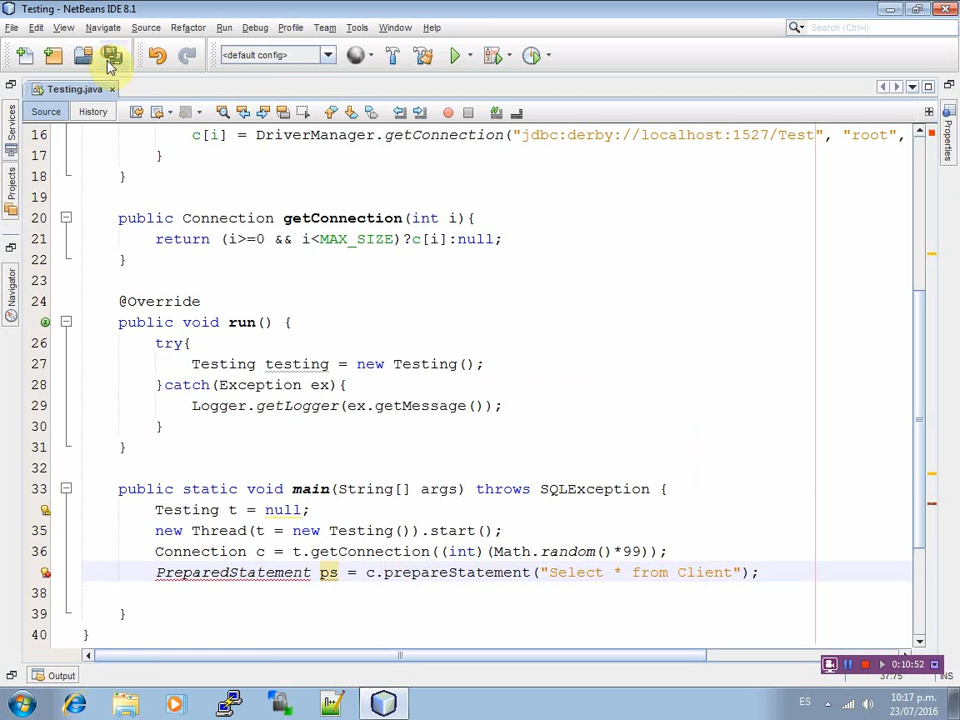 Testing - NetBeans IDE 8.1
File Edit View Navigate Source Refactor Run Debug Profile Team Tools Window Help
Search (Ctrl+I)
<default config>
Testing.java
Source History
Services
Projects
Navigator
Properties
16 c[i] = DriverManager.getConnection("jdbc:derby://localhost:1527/Test", "root",
17 }
18 }
19
20 public Connection getConnection(int i){
21 return (i>=0 && i<MAX_SIZE)?c[i]:null;
22 }
23
24 @Override
public void run() {
26 try{
27 Testing testing = new Testing();
28 }catch(Exception ex){
29 Logger.getLogger(ex.getMessage());
30 }
31 }
32
33 public static void main(String[] args) throws SQLException {
Testing t = null;
35 new Thread(t = new Testing()).start();
36 Connection c = t.getConnection((int)(Math.random()*99));
PreparedStatement ps = c.prepareStatement("Select * from Client");
38
39 }
40 }
Output
0:10:52
37:75 INS
ES
10:17 p.m.
23/07/2016